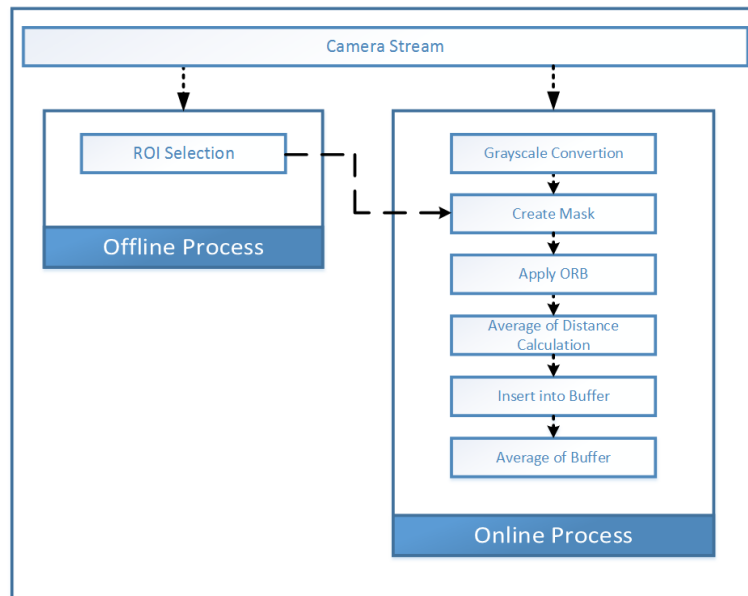 Camera Stream
ROI Selection
Offline Process
Grayscale Convertion
Create Mask
Apply ORB
Average of Distance
Calculation
Insert into Buffer
Average of Buffer
Online Process